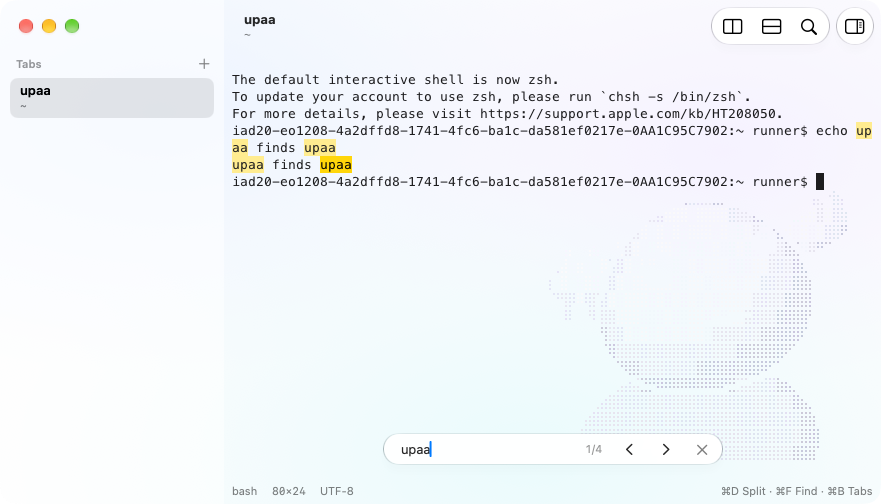 upaa
~
Tabs
upaa
~
The default interactive shell is now zsh.
To update your account to use zsh, please run `chsh -s /bin/zsh`.
For more details, please visit https://support.apple.com/kb/HT208050.
iad20-eo1208-4a2dffd8-1741-4fc6-ba1c-da581ef0217e-0AA1C95C7902:~ runner$ echo up
aa finds upaa
upaa finds upaa
iad20-eo1208-4a2dffd8-1741-4fc6-ba1c-da581ef0217e-0AA1C95C7902:~ runner$
upaa 1/4
bash 80×24 UTF-8 ⌘D Split · ⌘F Find · ⌘B Tabs